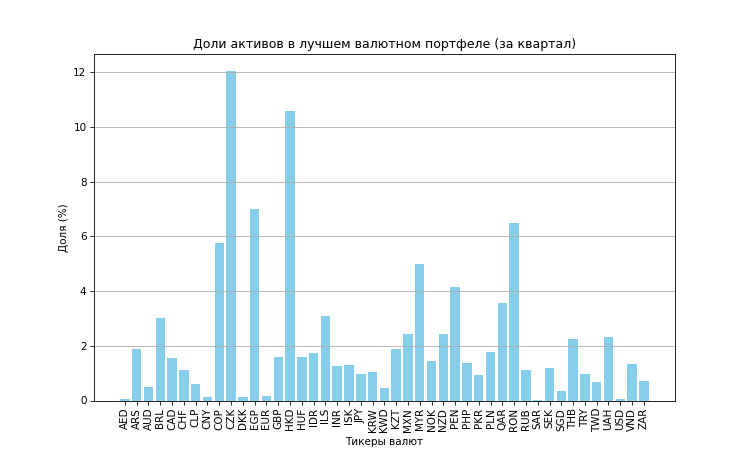 Доли активов в лучшем валютном портфеле (за квартал)
Доля (%)
12
10
8
6
4
2
0
AED ARS AUD BRL CAD CHF CLP CNY COP CZK DKK EGP EUR GBP HKD HUF IDR ILS INR ISK JPY KRW KWD KZT MXN MYR NOK NZD PEN PHP PKR PLN QAR RON RUB SAR SEK SGD THB TRY TWD UAH USD VND ZAR
Тикеры валют